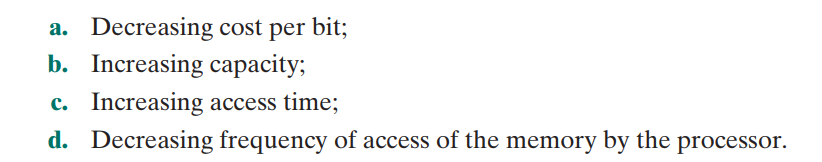 a. Decreasing cost per bit;
b. Increasing capacity;
c. Increasing access time;
d. Decreasing frequency of access of the memory by the processor.